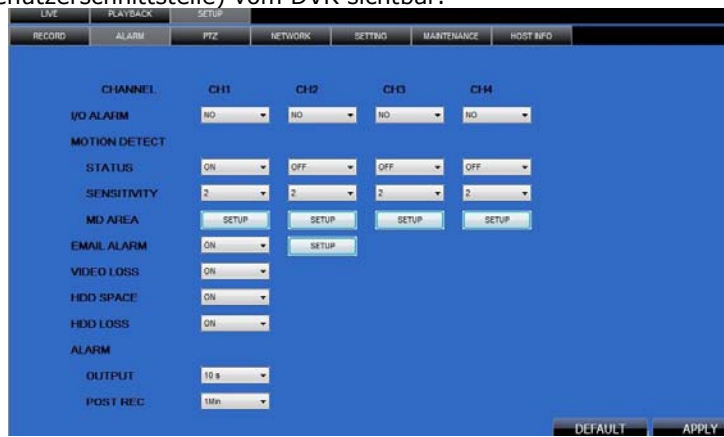 enutzerschnittstelle) vom DVR sichtbar:
LIVE PLAYBACK SETUP
RECORD ALARM PTZ NETWORK SETTING MAINTENANCE HOST INFO
CHANNEL CH1 CH2 CH3 CH4
I/O ALARM NO NO NO NO
MOTION DETECT
STATUS ON OFF OFF OFF
SENSITIVITY 2 2 2 2
MD AREA SETUP SETUP SETUP SETUP
EMAIL ALARM ON SETUP
VIDEO LOSS ON
HDD SPACE ON
HDD LOSS ON
ALARM
OUTPUT 10 s
POST REC 1Min
DEFAULT APPLY